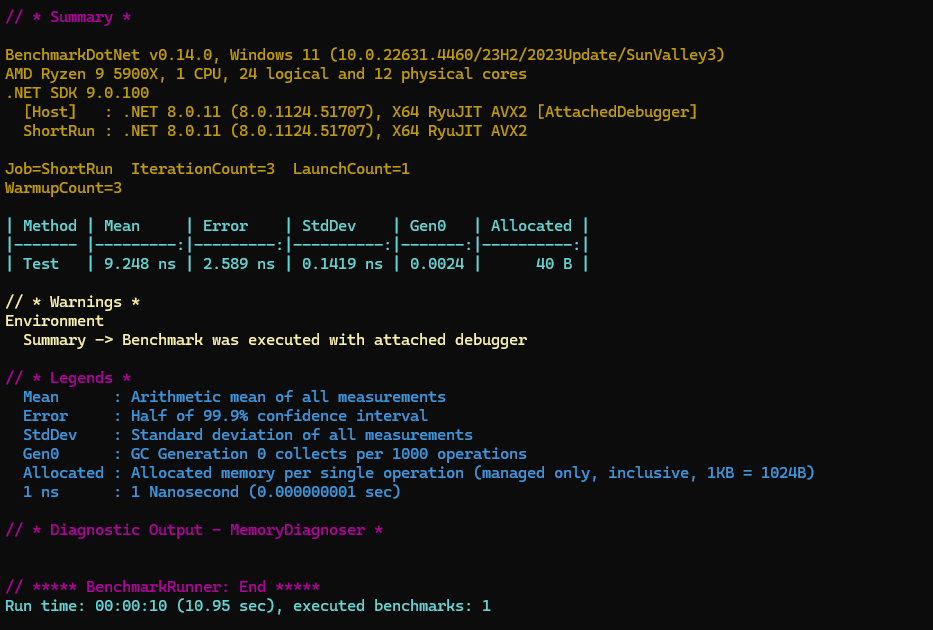 // * Summary *
BenchmarkDotNet v0.14.0, Windows 11 (10.0.22631.4460/23H2/2023Update/SunValley3)
AMD Ryzen 9 5900X, 1 CPU, 24 logical and 12 physical cores
.NET SDK 9.0.100
  [Host]   : .NET 8.0.11 (8.0.1124.51707), X64 RyuJIT AVX2 [AttachedDebugger]
  ShortRun : .NET 8.0.11 (8.0.1124.51707), X64 RyuJIT AVX2
Job=ShortRun  IterationCount=3  LaunchCount=1
WarmupCount=3
| Method | Mean     | Error    | StdDev    | Gen0   | Allocated |
|------- |---------:|---------:|----------:|-------:|----------:|
| Test   | 9.248 ns | 2.589 ns | 0.1419 ns | 0.0024 |      40 B |
// * Warnings *
Environment
  Summary -> Benchmark was executed with attached debugger
// * Legends *
  Mean      : Arithmetic mean of all measurements
  Error     : Half of 99.9% confidence interval
  StdDev    : Standard deviation of all measurements
  Gen0      : GC Generation 0 collects per 1000 operations
  Allocated : Allocated memory per single operation (managed only, inclusive, 1KB = 1024B)
  1 ns      : 1 Nanosecond (0.000000001 sec)
// * Diagnostic Output - MemoryDiagnoser *
// ***** BenchmarkRunner: End *****
Run time: 00:00:10 (10.95 sec), executed benchmarks: 1